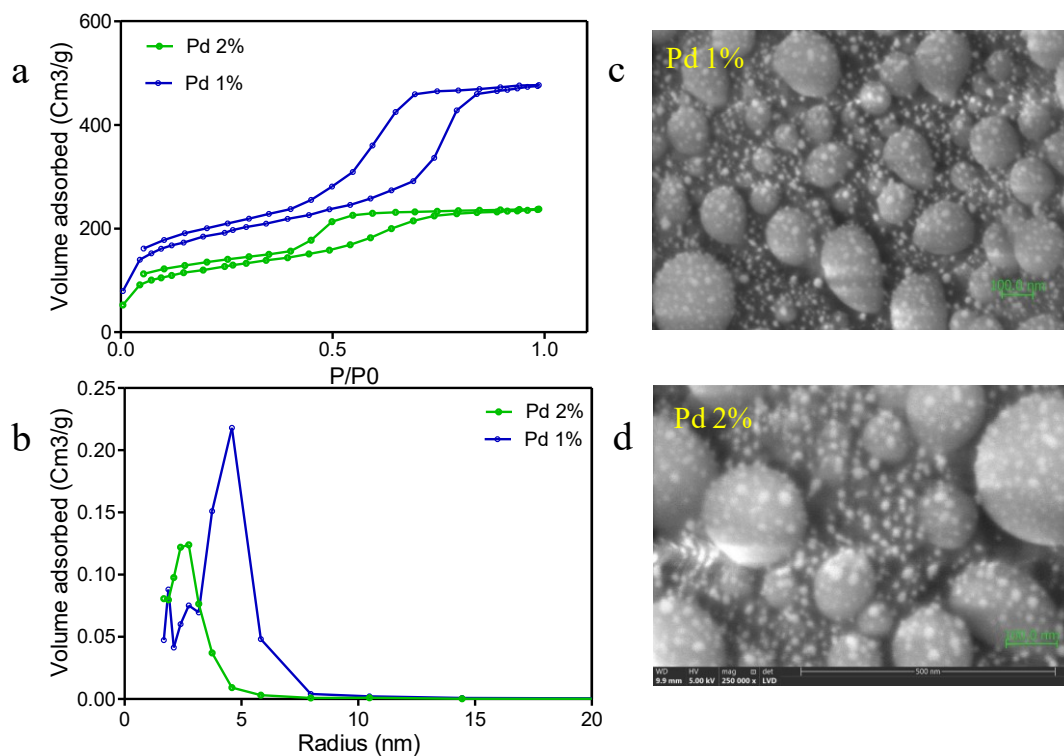 a
600
400
200
0
Volume adsorbed (Cm3/g)
Pd 2%
Pd 1%
0.0
0.5
1.0
P/P0
b
0.25
0.20
0.15
0.10
0.05
0.00
Volume adsorbed (Cm3/g)
Pd 2%
Pd 1%
0
5
10
15
20
Radius (nm)
c
Pd 1%
100.0 nm
d
Pd 2%
WD HV mag det
9.9 mm 5.00 kV 250 000 x LVD
500 nm